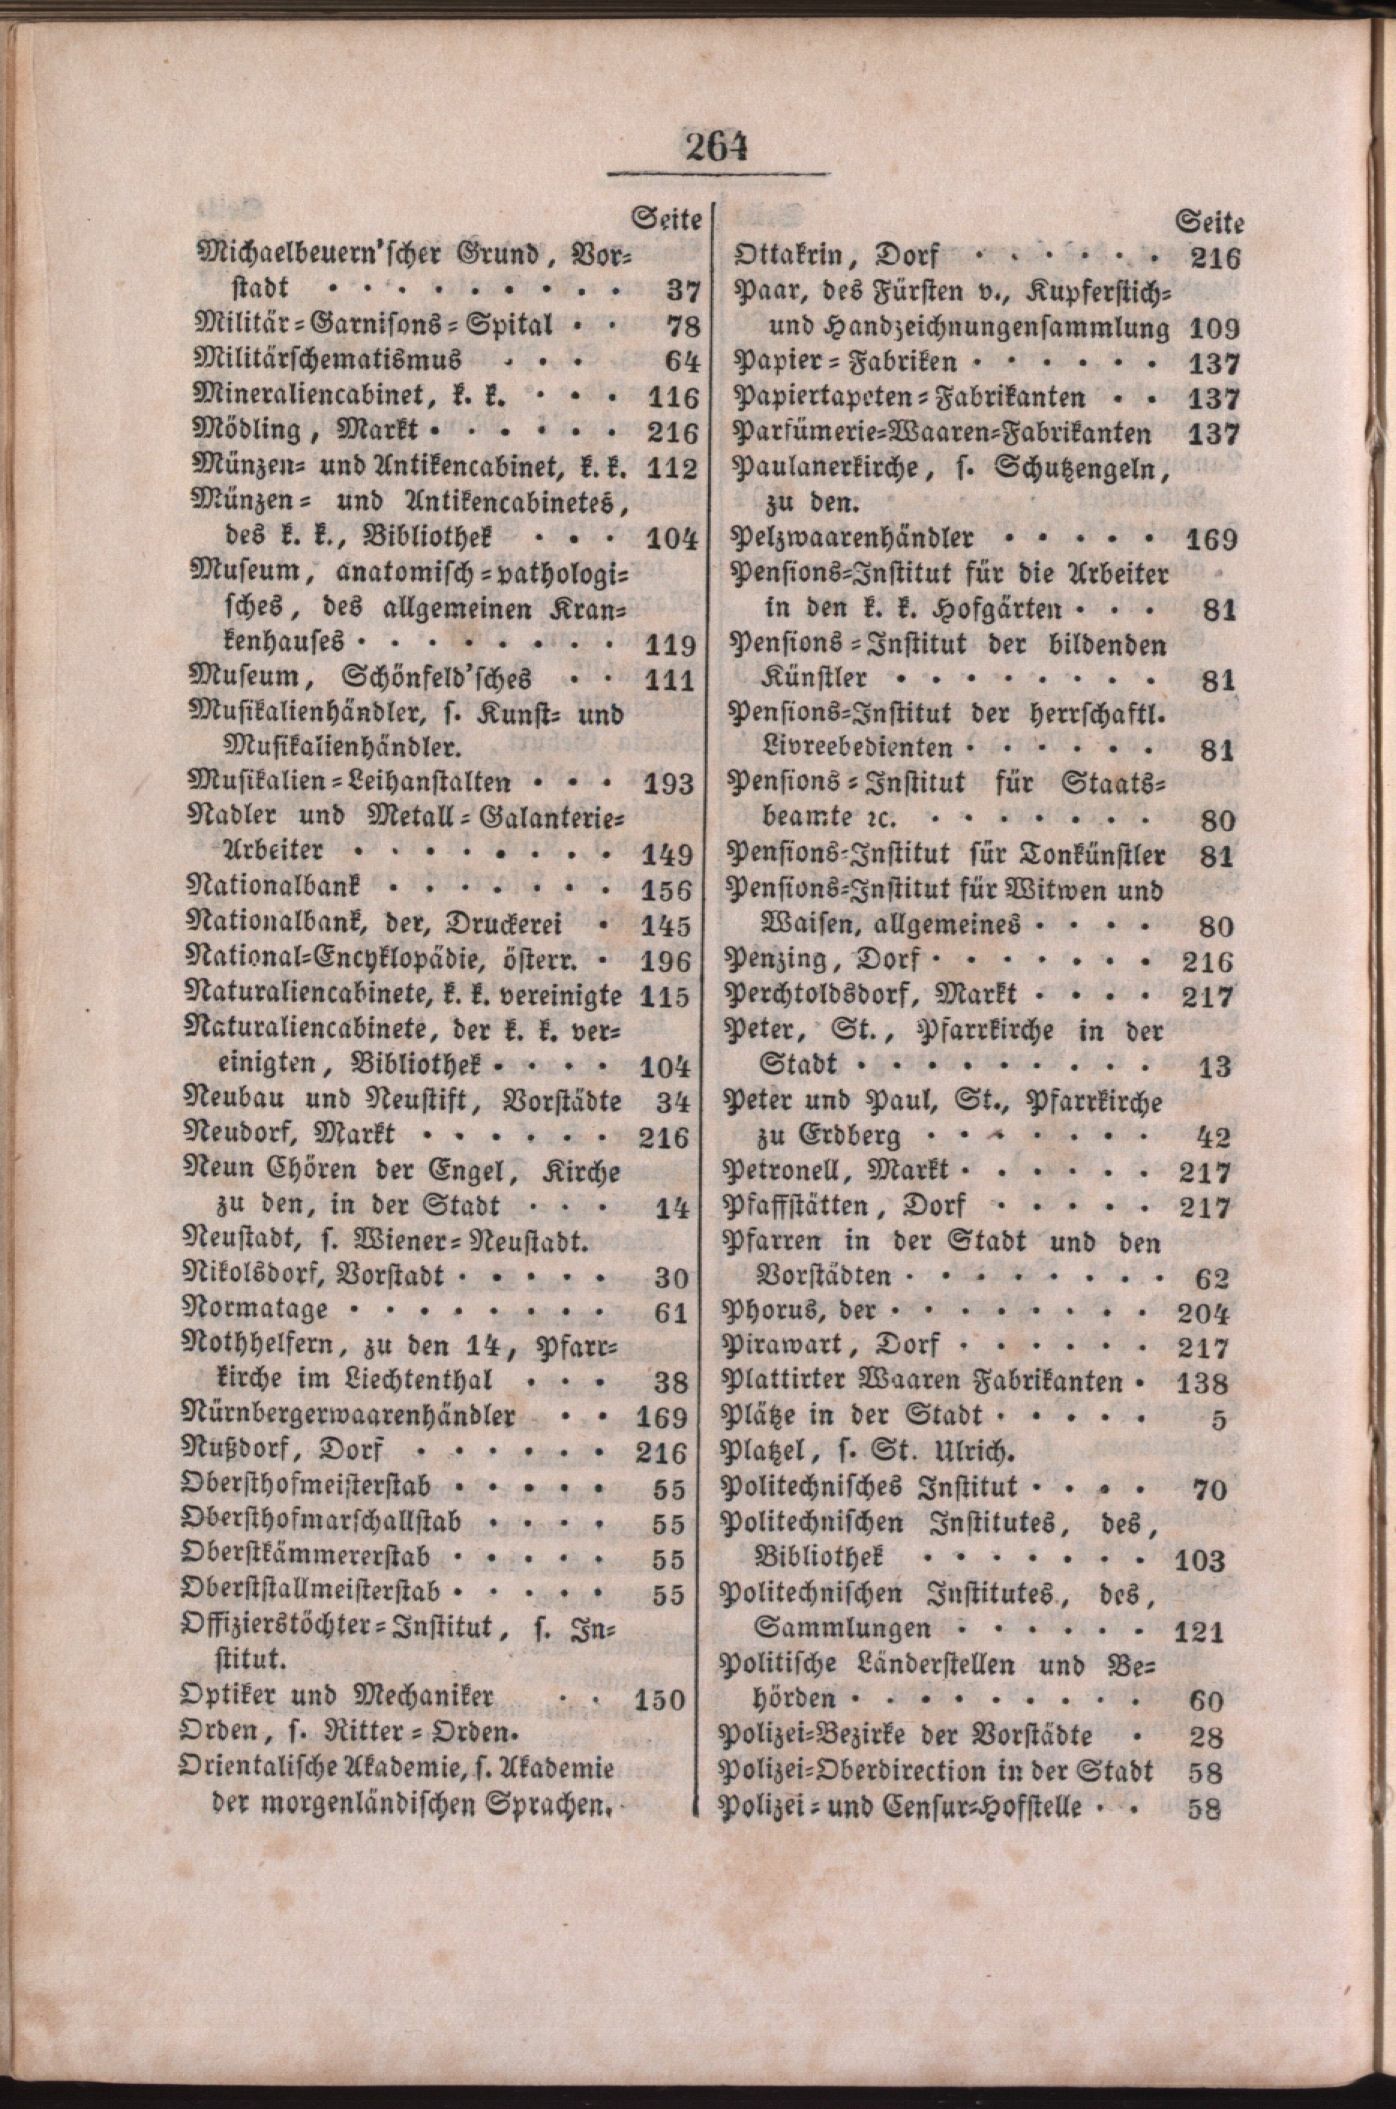 264
Seite
Michaelbeuern'scher Grund, Vor=
stadt . . . . . . . . . 37
Militär=Garnisons=Spital . . 78
Militärschematismus . . . 64
Mineraliencabinet, k. k. . . . 116
Mödling, Markt . . . . . . 216
Münzen= und Antikencabinet, k. k. 112
Münzen= und Antikencabinetes,
des k. k., Bibliothek . . . 104
Museum, anatomisch=pathologi=
sches, des allgemeinen Kran=
kenhauses . . . . . . . . 119
Museum, Schönfeld'sches . . 111
Musikalienhändler, s. Kunst= und
Musikalienhändler.
Musikalien=Leihanstalten . . . 193
Nadler und Metall=Galanterie=
Arbeiter . . . . . . . . 149
Nationalbank . . . . . . . 156
Nationalbank, der, Druckerei . 145
National=Encyklopädie, österr. . 196
Naturaliencabinete, k. k. vereinigte 115
Naturaliencabinete, der k. k. ver=
einigten, Bibliothek . . . . 104
Neubau und Neustift, Vorstädte 34
Neudorf, Markt . . . . . . 216
Neun Chören der Engel, Kirche
zu den, in der Stadt . . . 14
Neustadt, s. Wiener=Neustadt.
Nikolsdorf, Vorstadt . . . . . 30
Normatage . . . . . . . . 61
Nothhelfern, zu den 14, Pfarr=
kirche im Liechtenthal . . . 38
Nürnbergerwaarenhändler . . 169
Nußdorf, Dorf . . . . . . 216
Obersthofmeisterstab . . . . . 55
Obersthofmarschallstab . . . . 55
Oberstkämmererstab . . . . . 55
Oberststallmeisterstab . . . . . 55
Offizierstöchter=Institut, s. In=
stitut.
Optiker und Mechaniker . . 150
Orden, s. Ritter=Orden.
Orientalische Akademie, s. Akademie
der morgenländischen Sprachen.
Seite
Ottakrin, Dorf . . . . . . 216
Paar, des Fürsten v., Kupferstich=
und Handzeichnungensammlung 109
Papier=Fabriken . . . . . . 137
Papiertapeten=Fabrikanten . . 137
Parfümerie=Waaren=Fabrikanten 137
Paulanerkirche, s. Schutzengeln,
zu den.
Pelzwaarenhändler . . . . . 169
Pensions=Institut für die Arbeiter
in den k. k. Hofgärten . . . 81
Pensions=Institut der bildenden
Künstler . . . . . . . . 81
Pensions=Institut der herrschaftl.
Livreebedienten . . . . . . 81
Pensions=Institut für Staats=
beamte ꝛc. . . . . . . . 80
Pensions=Institut für Tonkünstler 81
Pensions=Institut für Witwen und
Waisen, allgemeines . . . . 80
Penzing, Dorf . . . . . . . 216
Perchtoldsdorf, Markt . . . . 217
Peter, St., Pfarrkirche in der
Stadt . . . . . . . . . 13
Peter und Paul, St., Pfarrkirche
zu Erdberg . . . . . . . 42
Petronell, Markt . . . . . . 217
Pfaffstätten, Dorf . . . . . 217
Pfarren in der Stadt und den
Vorstädten . . . . . . . . 62
Phorus, der . . . . . . . . 204
Pirawart, Dorf . . . . . . 217
Plattirter Waaren Fabrikanten . 138
Plätze in der Stadt . . . . . 5
Platzel, s. St. Ulrich.
Politechnisches Institut . . . . 70
Politechnischen Institutes, des,
Bibliothek . . . . . . . 103
Politechnischen Institutes, des,
Sammlungen . . . . . . 121
Politische Länderstellen und Be=
hörden . . . . . . . . . 60
Polizei=Bezirke der Vorstädte . 28
Polizei=Oberdirection in der Stadt 58
Polizei= und Censur=Hofstelle . . 58